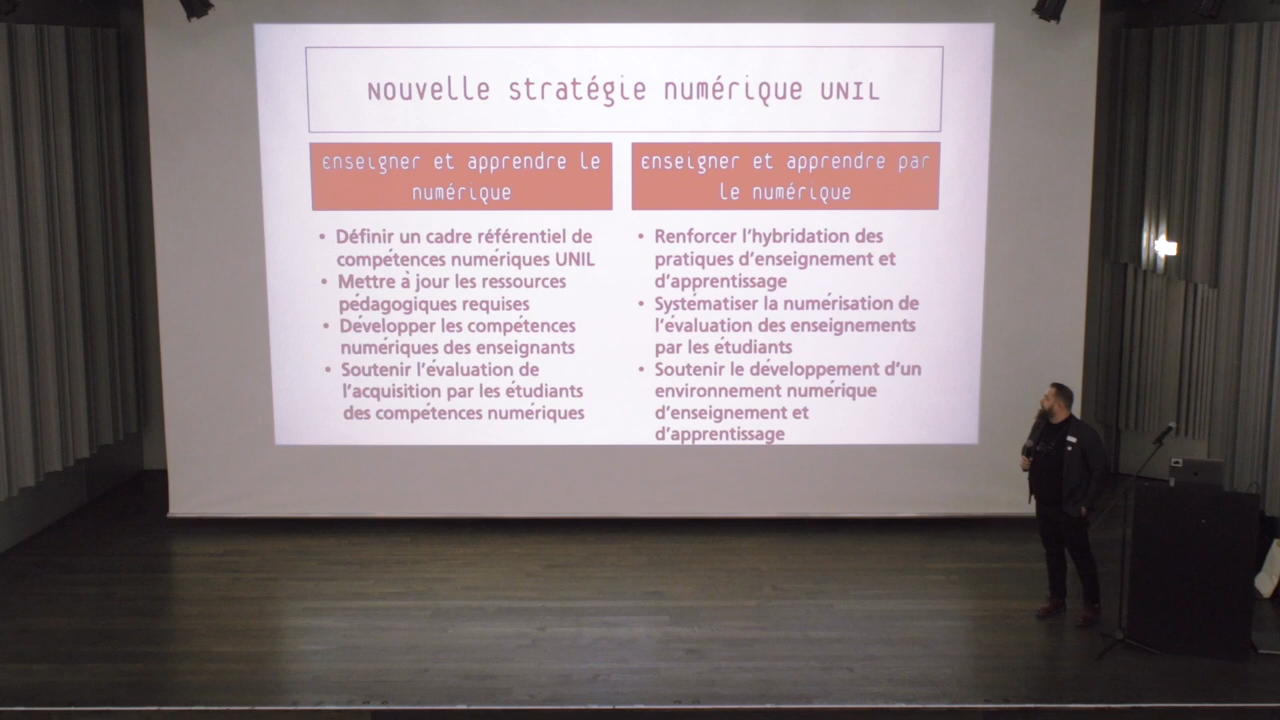 Nouvelle stratégie numérique UNIL
Enseigner et apprendre le
numérique
• Définir un cadre référentiel de
compétences numériques UNIL
• Mettre à jour les ressources
pédagogiques requises
• Développer les compétences
numériques des enseignants
• Soutenir l'évaluation de
l'acquisition par les étudiants
des compétences numériques
Enseigner et apprendre par
le numérique
• Renforcer l'hybridation des
pratiques d'enseignement et
d'apprentissage
• Systématiser la numérisation de
l'évaluation des enseignements
par les étudiants
• Soutenir le développement d'un
environnement numérique
d'enseignement et
d'apprentissage